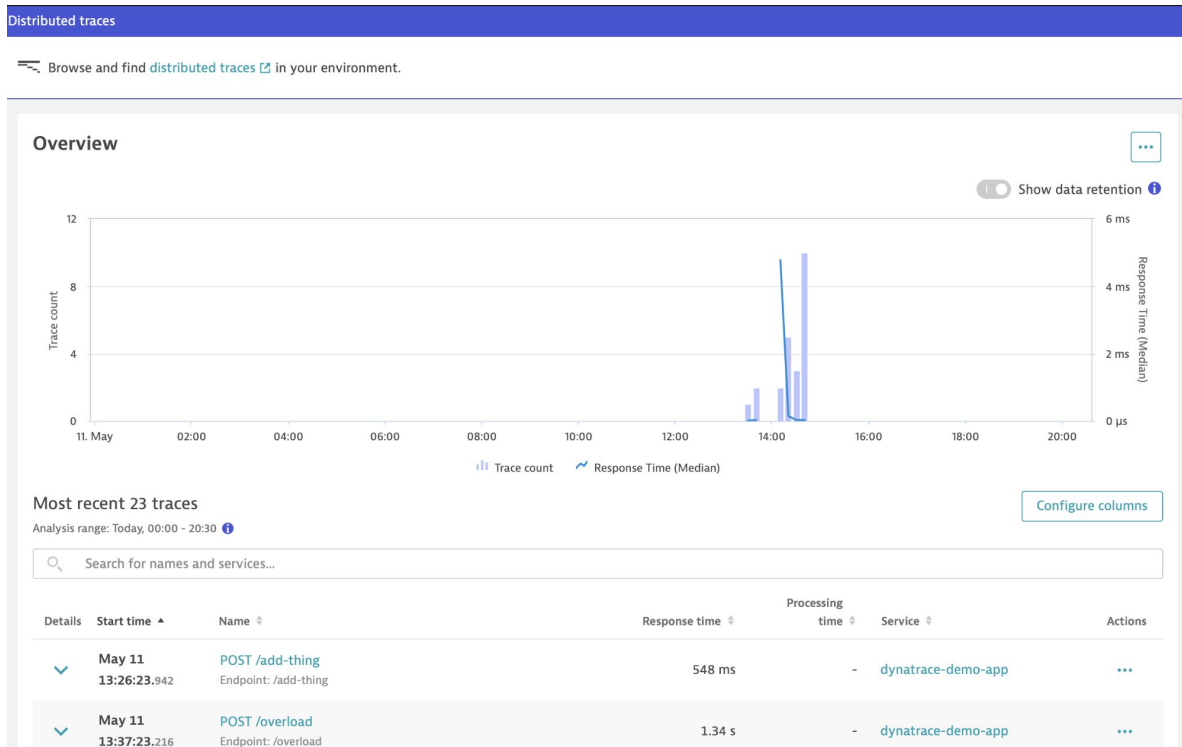 Distributed traces
Browse and find distributed traces in your environment.
Overview
Show data retention
12
8
4
0
Trace count
6 ms
4 ms
2 ms
0 µs
Response Time (Median)
11. May 02:00 04:00 06:00 08:00 10:00 12:00 14:00 16:00 18:00 20:00
Trace count Response Time (Median)
Most recent 23 traces
Configure columns
Analysis range: Today, 00:00 - 20:30
Search for names and services...
Details Start time Name Response time Processing time Service Actions
May 11 POST /add-thing 548 ms - dynatrace-demo-app
13:26:23.942 Endpoint: /add-thing
May 11 POST /overload 1.34 s - dynatrace-demo-app
13:37:23.216 Endpoint: /overload